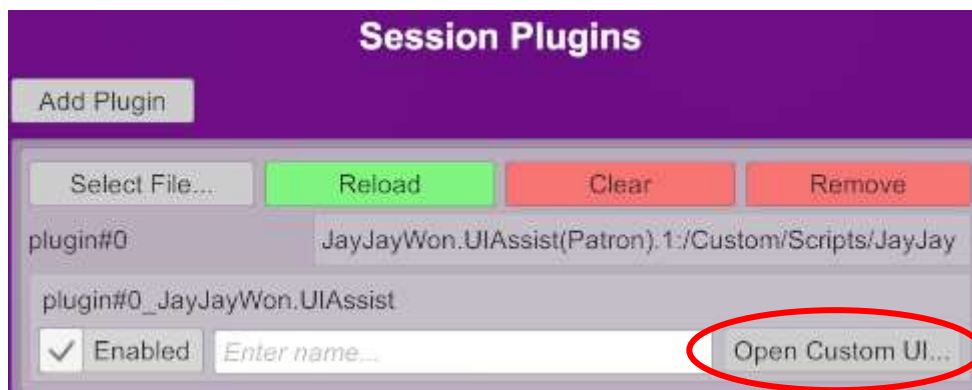 Session Plugins
Add Plugin
Select File... Reload Clear Remove
plugin#0 JayJayWon.UIAssist(Patron).1:/Custom/Scripts/JayJay
plugin#0_JayJayWon.UIAssist
Enabled Enter name... Open Custom UI...